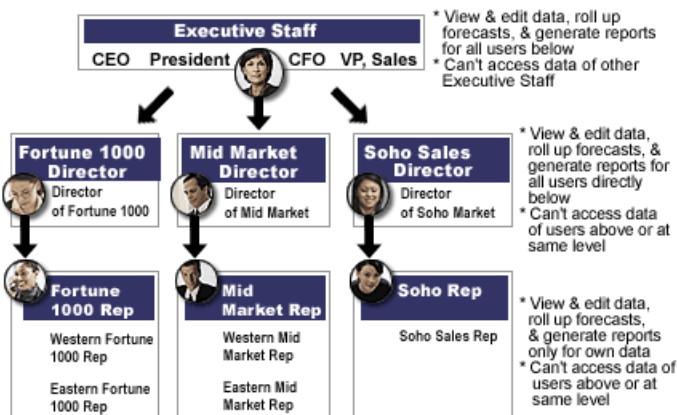 Executive Staff
CEO President CFO VP, Sales
* View & edit data, roll up
forecasts, & generate reports
for all users below
* Can't access data of other
Executive Staff
Fortune 1000
Director
Director
of Fortune 1000
Mid Market
Director
Director
of Mid Market
Soho Sales
Director
Director
of Soho Market
* View & edit data,
roll up forecasts, &
generate reports for
all users directly
below
* Can't access data
of users above or at
same level
Fortune
1000 Rep
Western Fortune
1000 Rep
Eastern Fortune
1000 Rep
Mid
Market Rep
Western Mid
Market Rep
Eastern Mid
Market Rep
Soho Rep
Soho Sales Rep
* View & edit data,
roll up forecasts,
& generate reports
only for own data
* Can't access data of
users above or at
same level